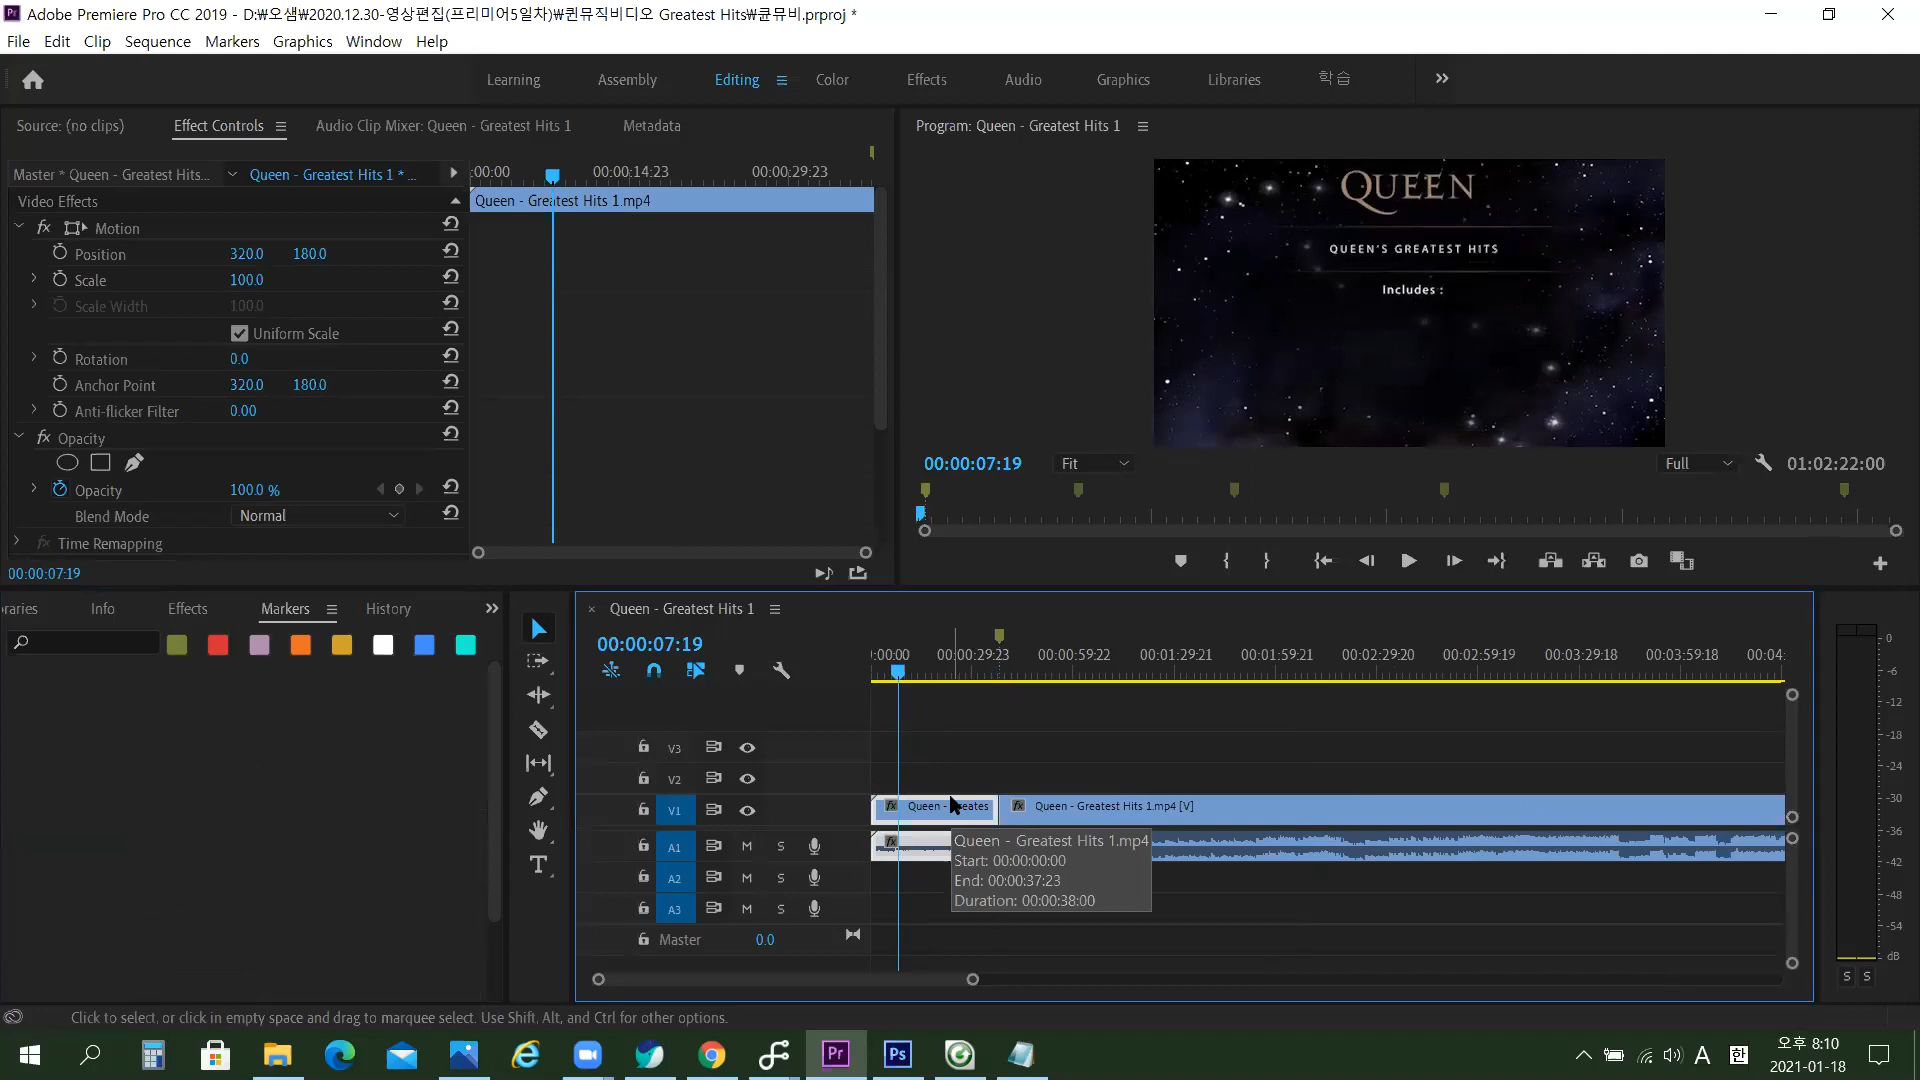 Adobe Premiere Pro CC 2019 - D:₩오샘₩2020.12.30-영상편집(프리미어5일차)₩퀸뮤직비디오 Greatest Hits₩큔뮤비.prproj *
File Edit Clip Sequence Markers Graphics Window Help
Learning Assembly Editing Color Effects Audio Graphics Libraries 학습
Source: (no clips) Effect Controls Audio Clip Mixer: Queen - Greatest Hits 1 Metadata
Program: Queen - Greatest Hits 1
Master * Queen - Greatest Hits... Queen - Greatest Hits 1 * ...
:00:00 00:00:14:23 00:00:29:23
Video Effects
Queen - Greatest Hits 1.mp4
fx Motion
Position 320.0 180.0
Scale 100.0
Scale Width 100.0
Uniform Scale
Rotation 0.0
Anchor Point 320.0 180.0
Anti-flicker Filter 0.00
fx Opacity
Opacity 100.0 %
Blend Mode Normal
fx Time Remapping
00:00:07:19
QUEEN
QUEEN'S GREATEST HITS
Includes :
00:00:07:19 Fit Full 01:02:22:00
raries Info Effects Markers History
Queen - Greatest Hits 1
00:00:07:19
:00:00 00:00:29:23 00:00:59:22 00:01:29:21 00:01:59:21 00:02:29:20 00:02:59:19 00:03:29:18 00:03:59:18 00:04:
V3
V2
V1 fx Queen - eates fx Queen - Greatest Hits 1.mp4 [V]
A1 M S fx
A2 M S
A3 M S
Master 0.0
Queen - Greatest Hits 1.mp4
Start: 00:00:00:00
End: 00:00:37:23
Duration: 00:00:38:00
0
-6
-12
-18
-24
-30
-36
-42
-48
-54
dB
S S
Click to select, or click in empty space and drag to marquee select. Use Shift, Alt, and Ctrl for other options.
Pr Ps A 한
오후 8:10
2021-01-18